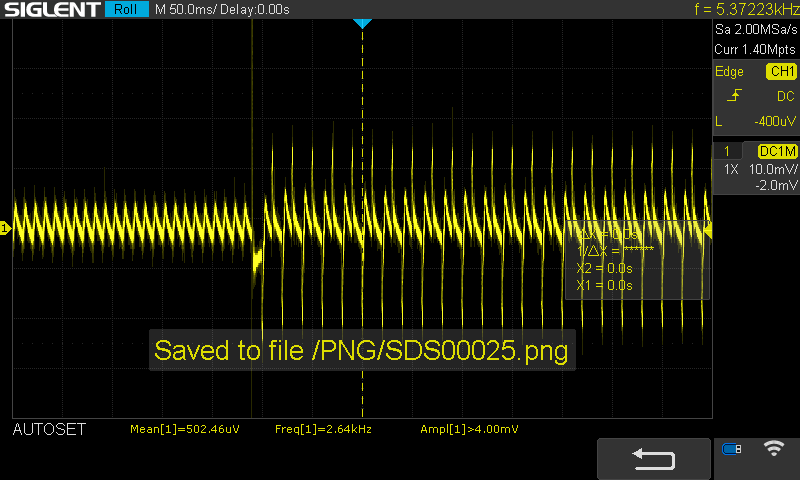 SIGLENT Roll M 50.0ms/ Delay:0.00s f = 5.37223kHz
Sa 2.00MSa/s
Curr 1.40Mpts
Edge CH1
DC
L -400uV
1 DC1M
1X 10.0mV/
-2.0mV
1
ΔX = 0.0s
1/ΔX = ******
X2 = 0.0s
X1 = 0.0s
Saved to file /PNG/SDS00025.png
AUTOSET Mean[1]=502.46uV Freq[1]=2.64kHz Ampl[1]>4.00mV